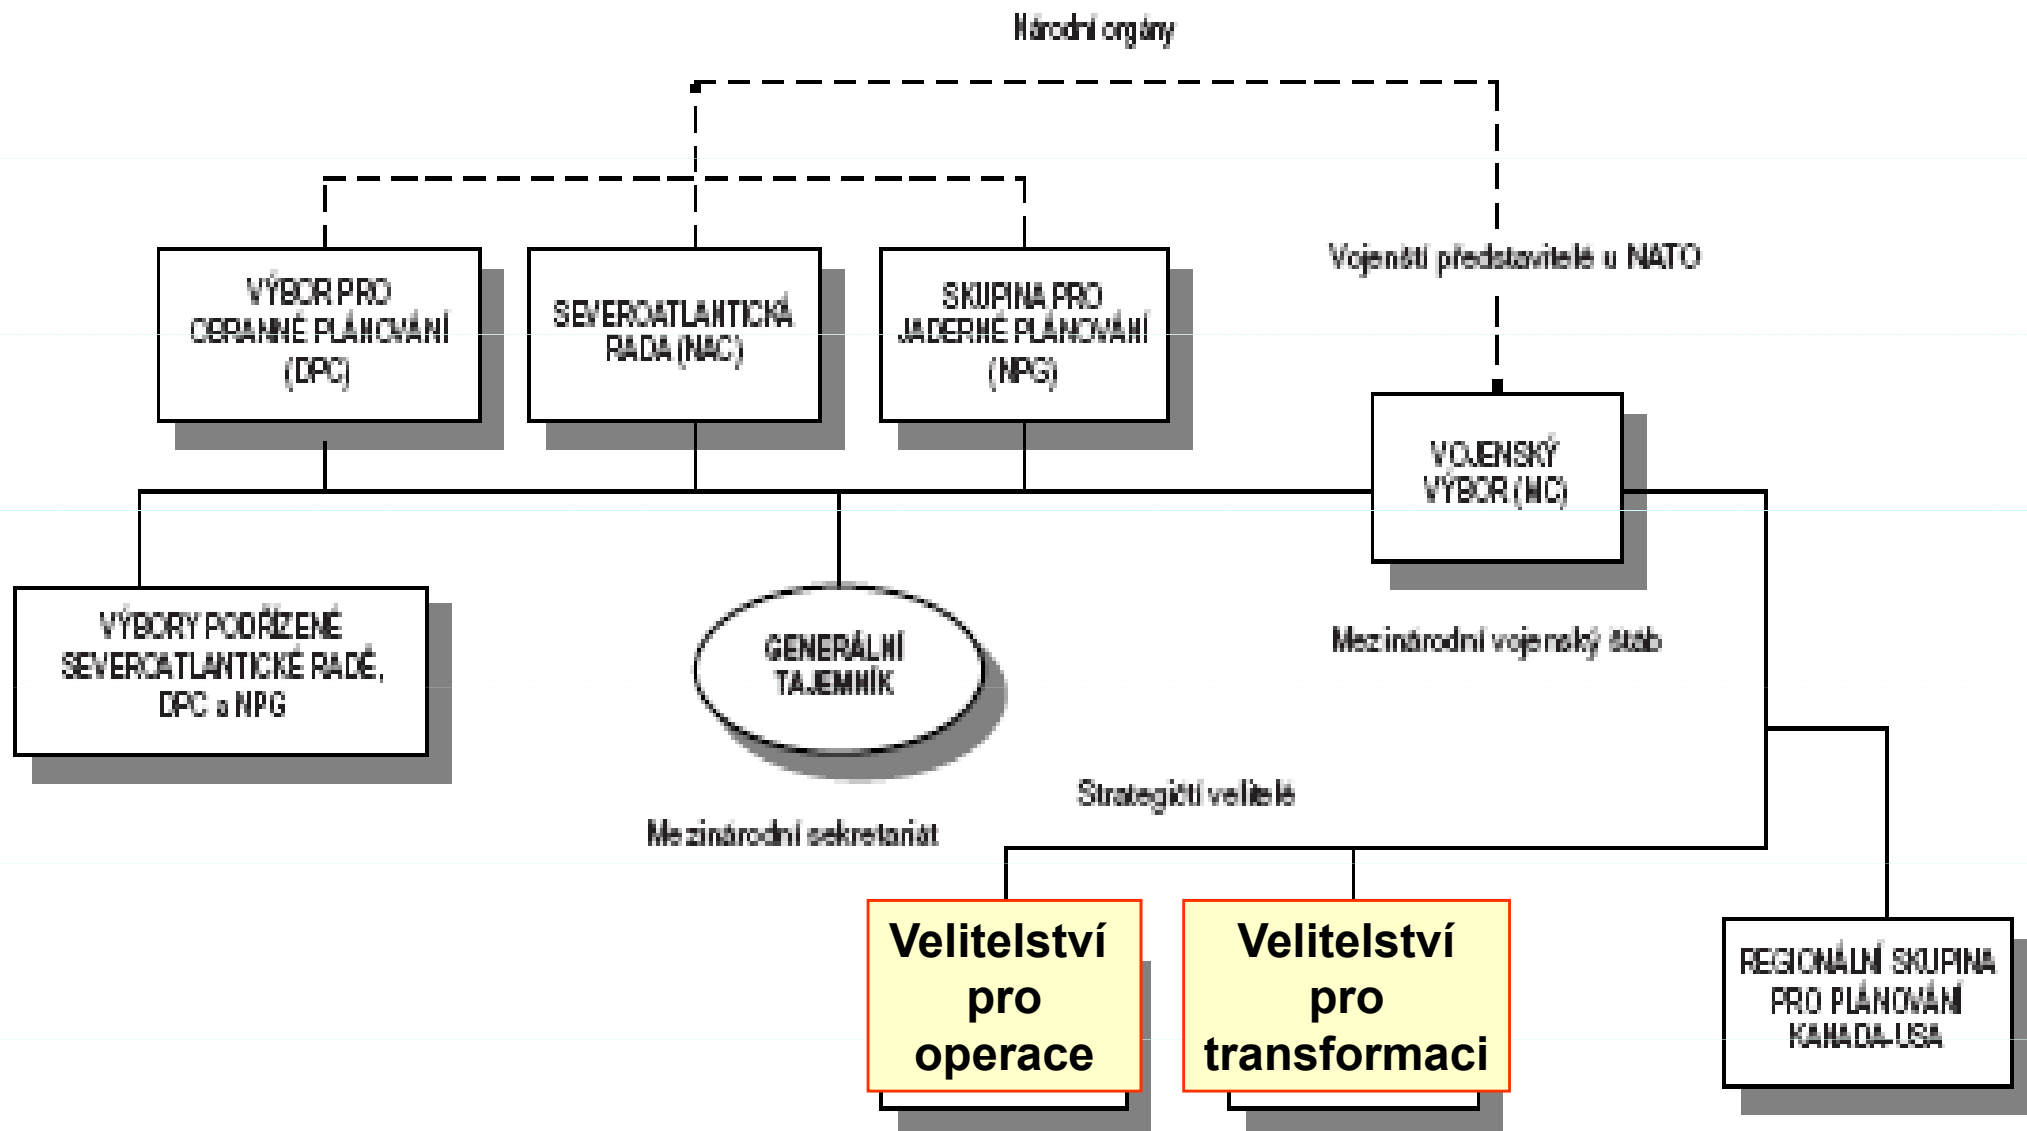 Národní orgány
Vojenští představitelé u NATO
VÝBOR PRO
OBRANNÉ PLÁNOVÁNÍ
(DPC)
SEVEROATLANTICKÁ
RADA (NAC)
SKUPINA PRO
JADERNÉ PLÁNOVÁNÍ
(NPG)
VOJENSKÝ
VÝBOR (MC)
VÝBORY PODŘÍZENÉ
SEVEROATLANTICKÉ RADĚ,
DPC a NPG
GENERÁLNÍ
TAJEMNÍK
Mezinárodní vojenský štáb
Strategičtí velitelé
Mezinárodní sekretariát
Velitelství
pro
operace
Velitelství
pro
transformaci
REGIONÁLNÍ SKUPINA
PRO PLÁNOVÁNÍ
KANADA-USA